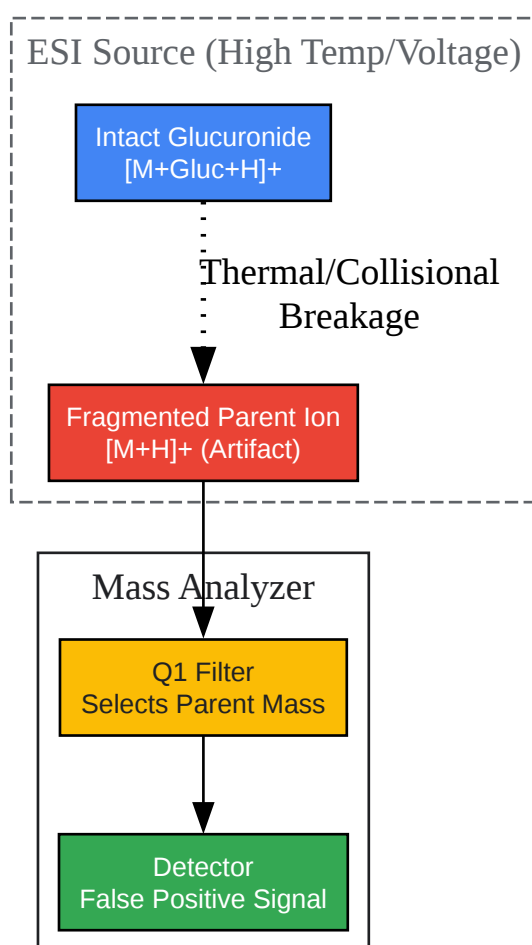 ESI Source (High Temp/Voltage)
Intact Glucuronide
[M+Gluc+H]+
Thermal/Collisional
Breakage
Fragmented Parent Ion
[M+H]+ (Artifact)
Mass Analyzer
Q1 Filter
Selects Parent Mass
Detector
False Positive Signal